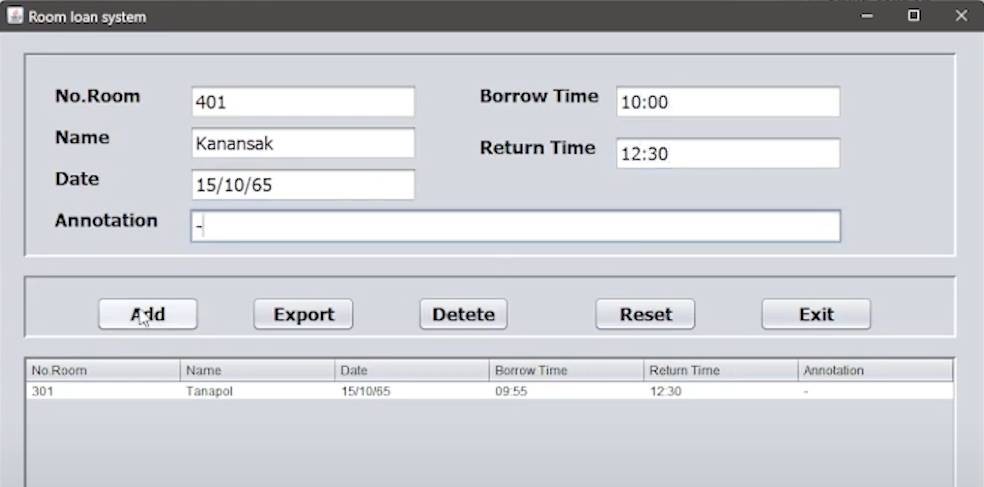 Room loan system
No.Room 401 Borrow Time 10:00
Name Kanansak
Return Time 12:30
Date 15/10/65
Annotation -
Add Export Detete Reset Exit
No.Room Name Date Borrow Time Return Time Annotation
301 Tanapol 15/10/65 09:55 12:30 -